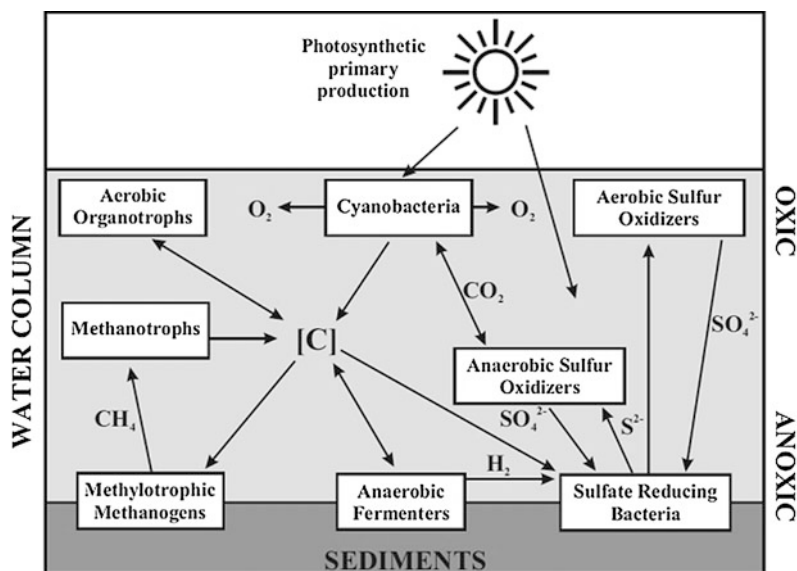 Photosynthetic
primary
production
WATER COLUMN
OXIC
ANOXIC
Aerobic
Organotrophs
O₂
Cyanobacteria
O₂
Aerobic Sulfur
Oxidizers
CO₂
SO₄²⁻
Methanotrophs
[C]
Anaerobic Sulfur
Oxidizers
CH₄
SO₄²⁻
S²⁻
H₂
Methylotrophic
Methanogens
Anaerobic
Fermenters
Sulfate Reducing
Bacteria
SEDIMENTS